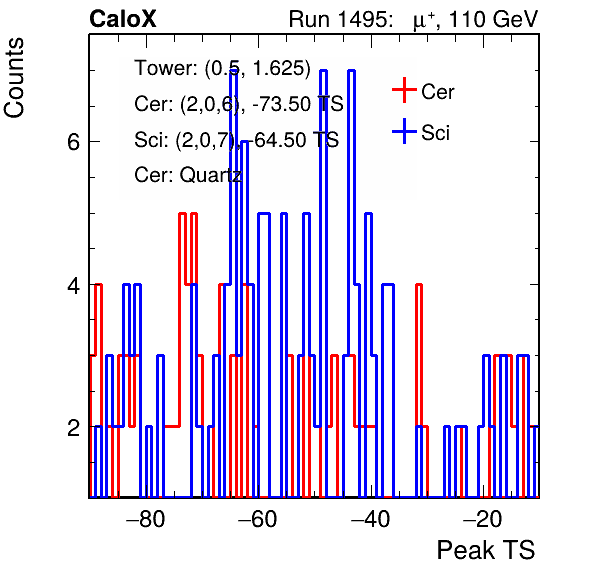 CaloX Run 1495: μ⁺, 110 GeV
Counts
Tower: (0.5, 1.625)
Cer: (2,0,6), -73.50 TS
Sci: (2,0,7), -64.50 TS
Cer: Quartz
Cer
Sci
6
4
2
−80 −60 −40 −20
Peak TS